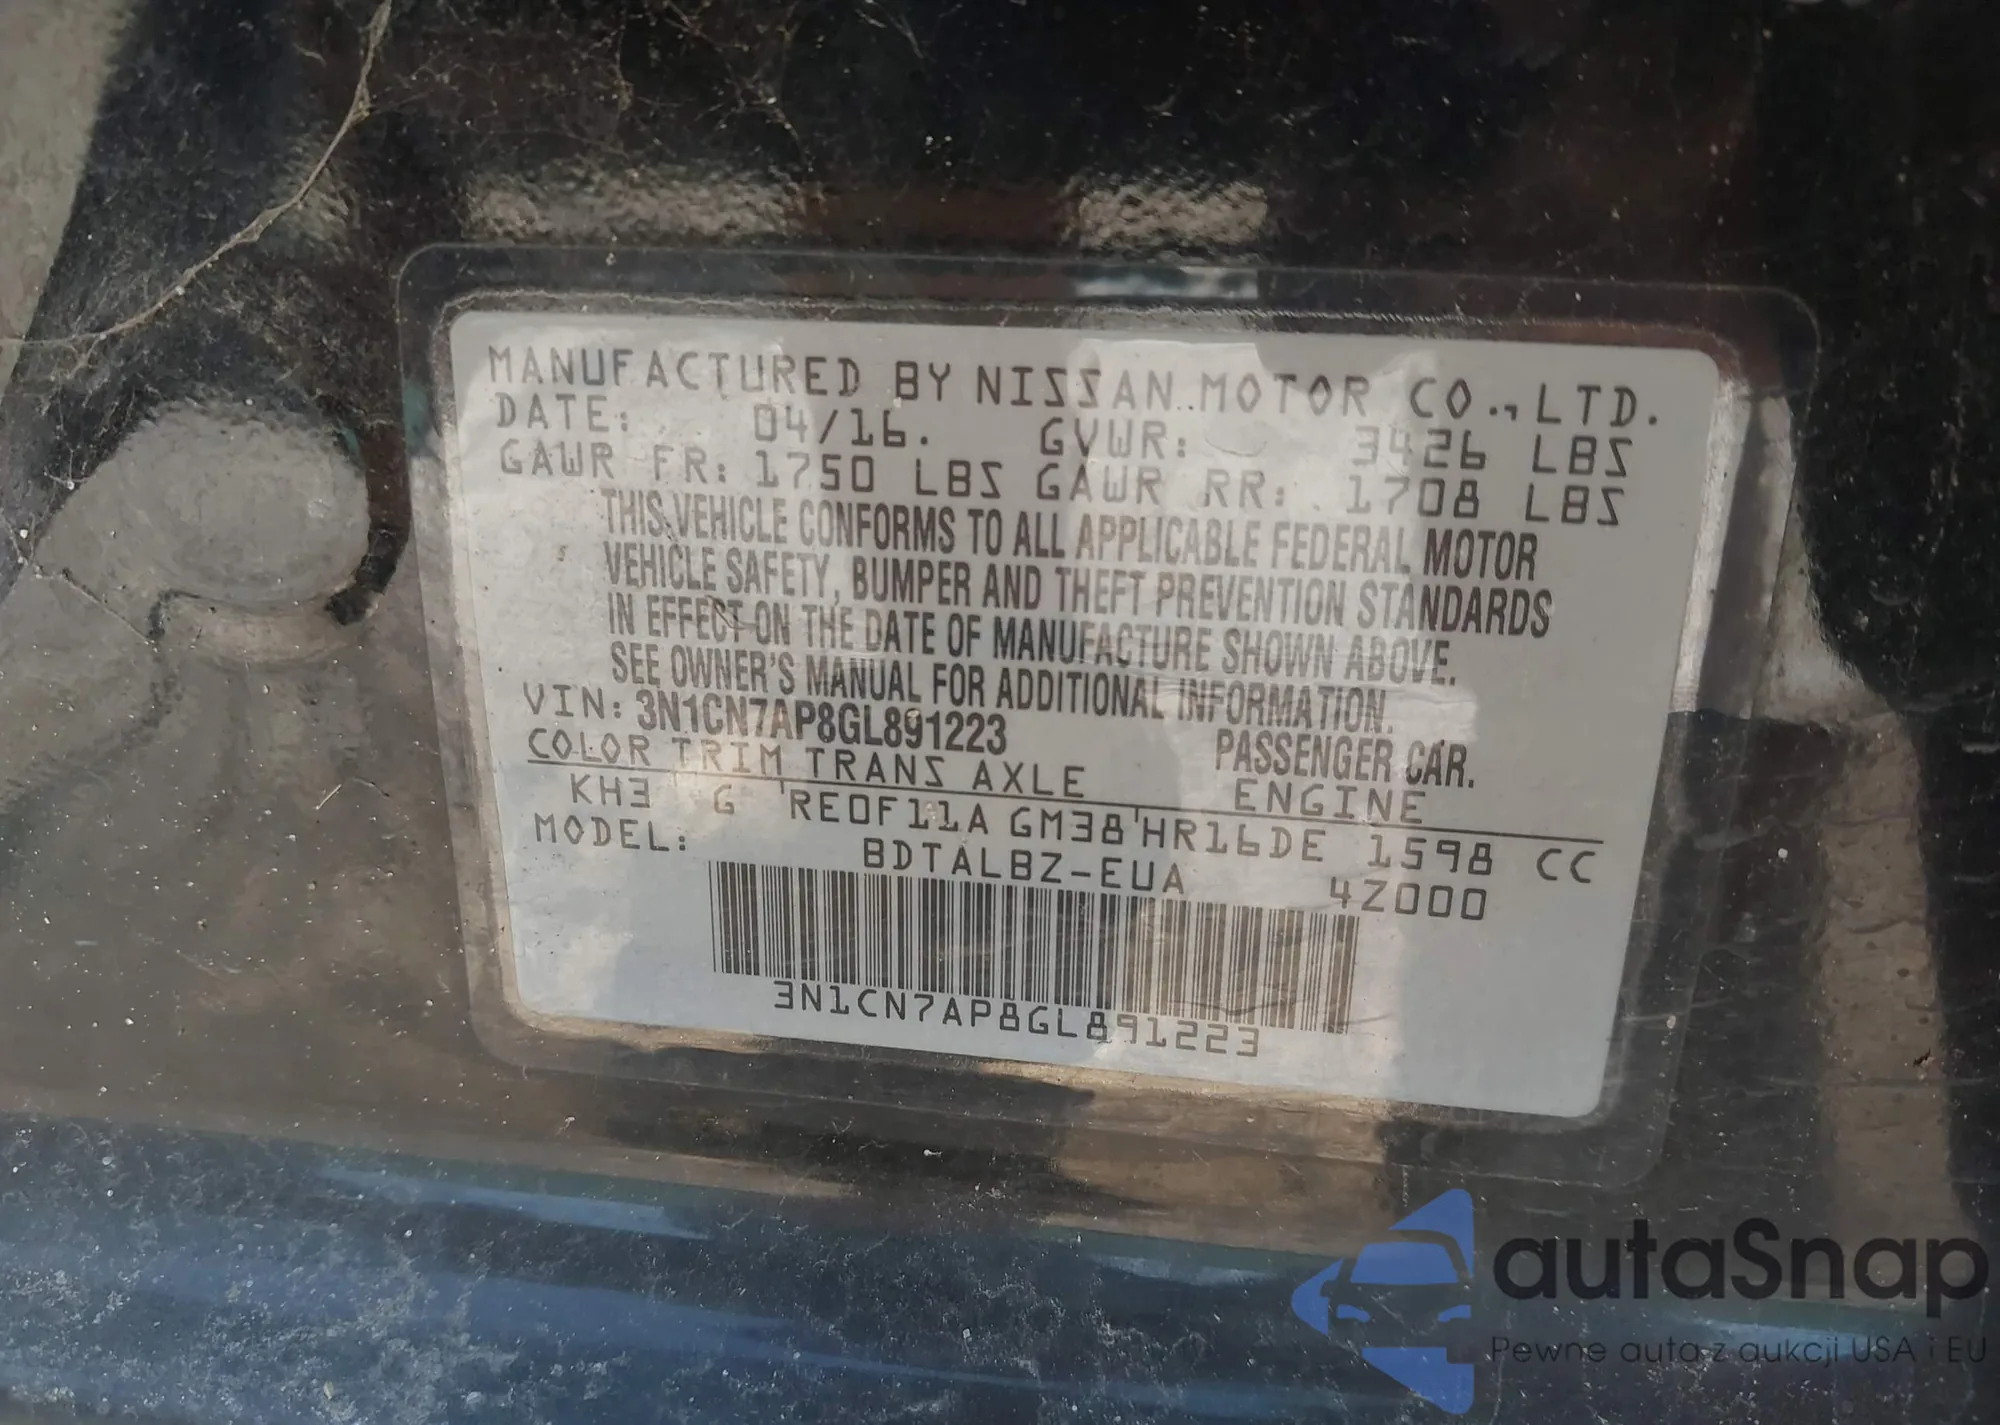 MANUFACTURED BY NISSAN MOTOR CO., LTD.
DATE: 04/16. GVWR: 3426 LBS
GAWR FR: 1750 LBS GAWR RR: 1708 LBS
THIS VEHICLE CONFORMS TO ALL APPLICABLE FEDERAL MOTOR
VEHICLE SAFETY, BUMPER AND THEFT PREVENTION STANDARDS
IN EFFECT ON THE DATE OF MANUFACTURE SHOWN ABOVE.
SEE OWNER'S MANUAL FOR ADDITIONAL INFORMATION.
VIN: 3N1CN7AP8GL891223 PASSENGER CAR.
COLOR TRIM TRANS AXLE ENGINE
KH3 G RE0F11A GM38 HR16DE 1598 CC
MODEL: BDTALBZ-EUA 4Z000
3N1CN7AP8GL891223
autaSnap
Pewne auta z aukcji USA i EU